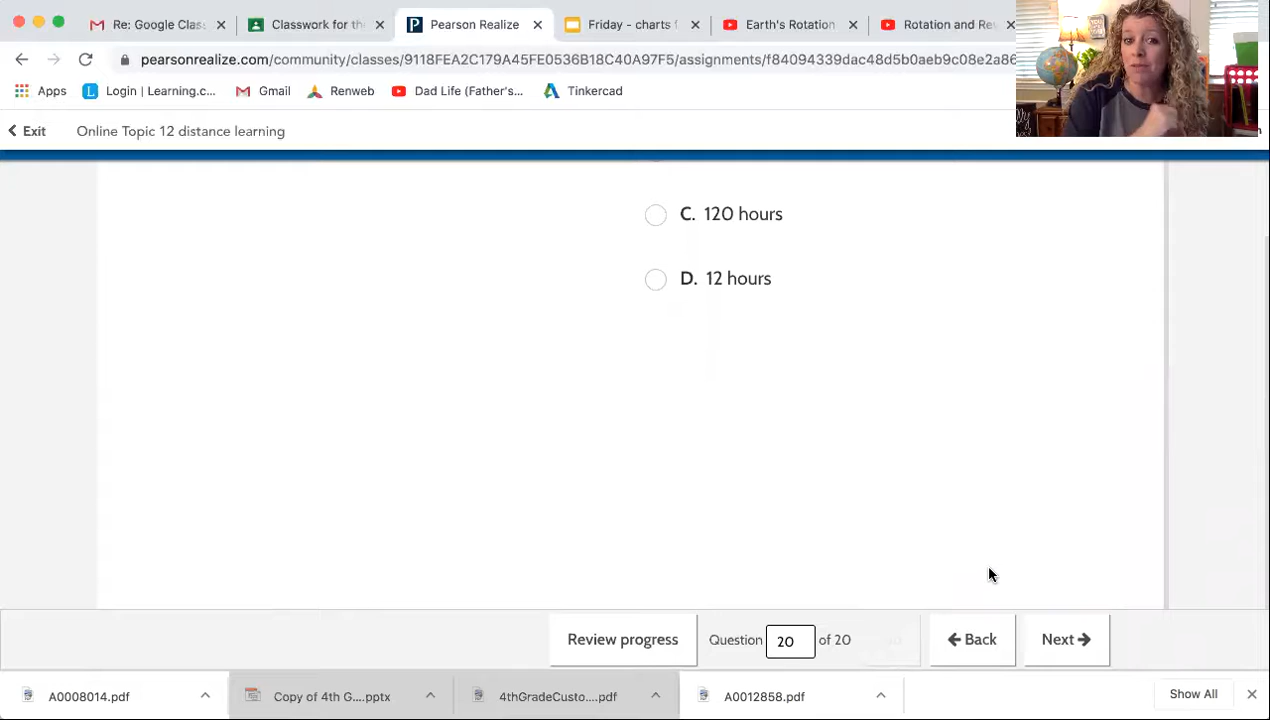 Re: Google Clas
Classwork for th
Pearson Realize
Friday - charts f
Earth's Rotation
Rotation and Re
pearsonrealize.com/community/classes/9118FEA2C179A45FE0536B18C40A97F5/assignments/f84094339dac48d5b0aeb9c08e2a86
Apps
Login | Learning.c...
Gmail
Renweb
Dad Life (Father's...
Tinkercad
Exit
Online Topic 12 distance learning
C. 120 hours
D. 12 hours
Review progress
Question 20 of 20
Back
Next
A0008014.pdf
Copy of 4th G....pptx
4thGradeCusto....pdf
A0012858.pdf
Show All